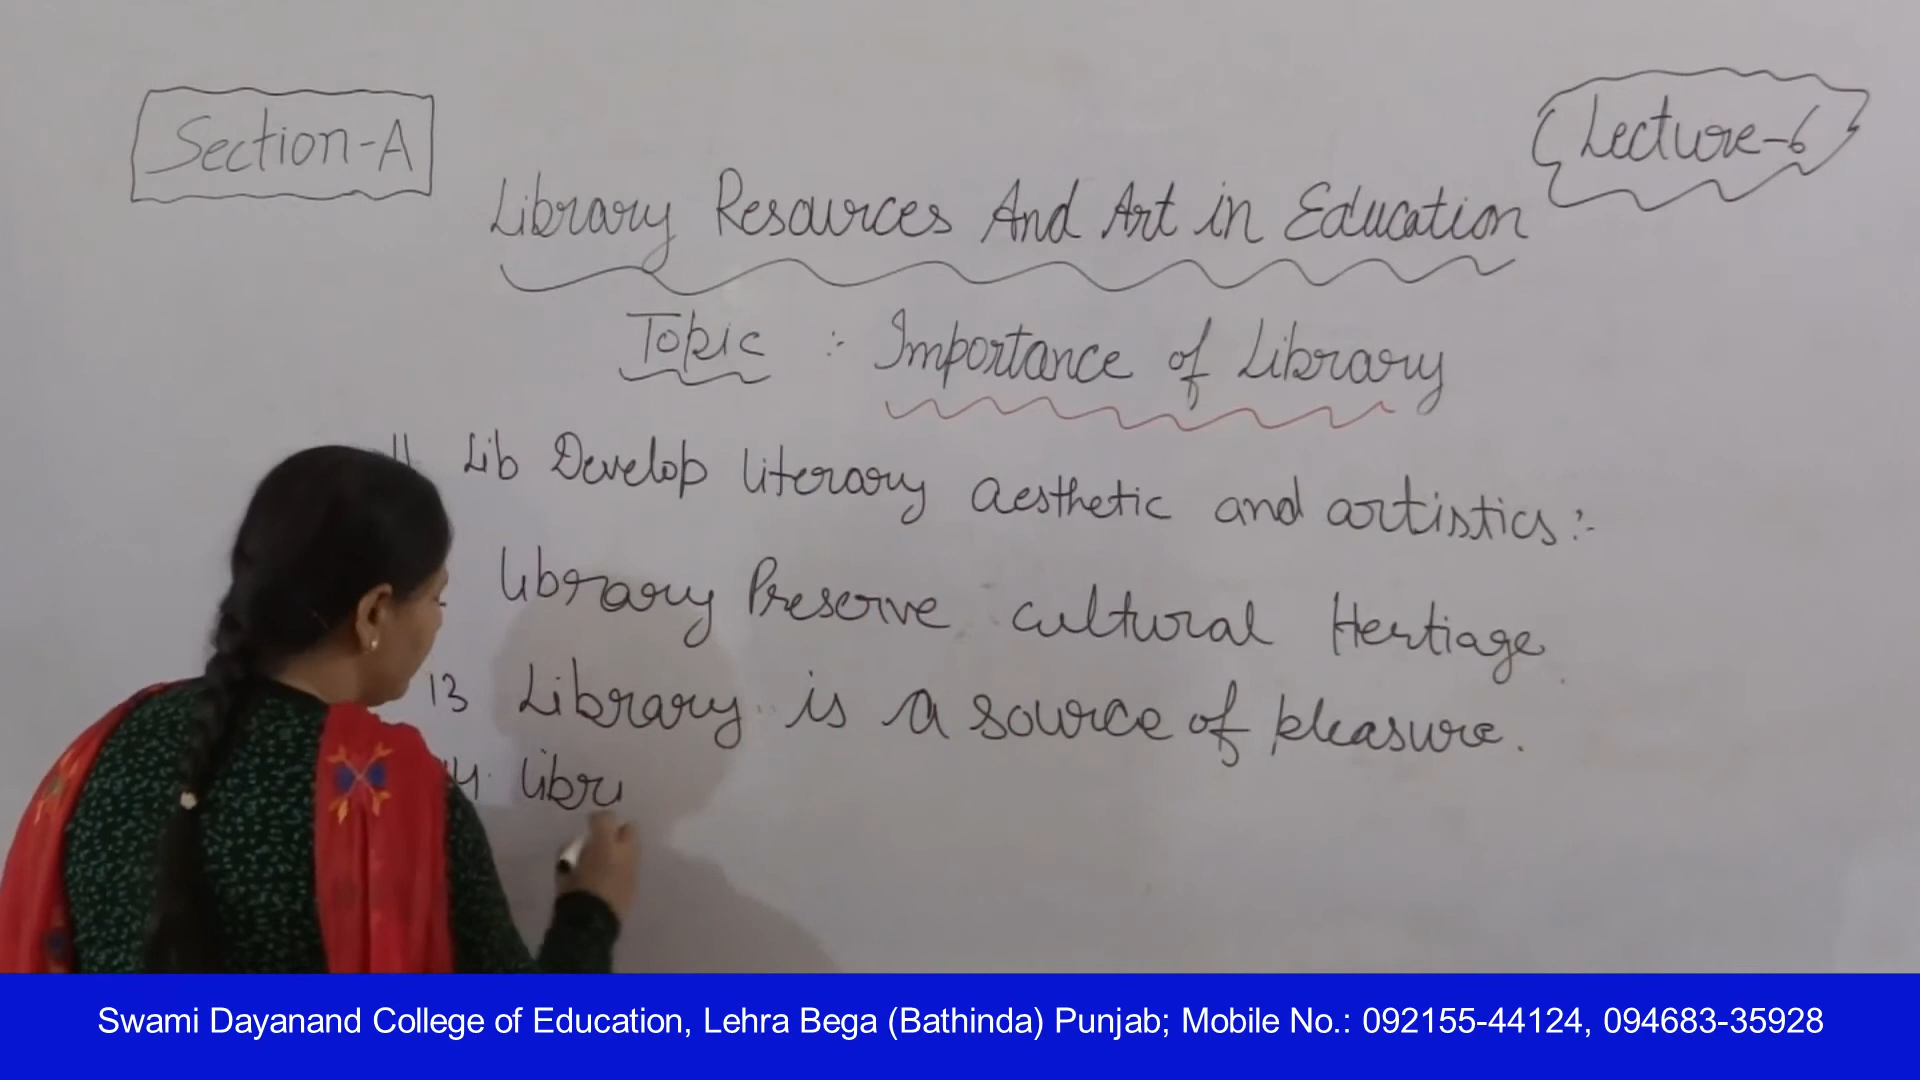 Section-A
Lecture-6
Library Resources And Art in Education
Topic :- Importance of Library
11 Lib Develop literary aesthetic and artistics :-
Library Preserve cultural Hertiage
13 Library is a source of pleasure.
14. libra
Swami Dayanand College of Education, Lehra Bega (Bathinda) Punjab; Mobile No.: 092155-44124, 094683-35928